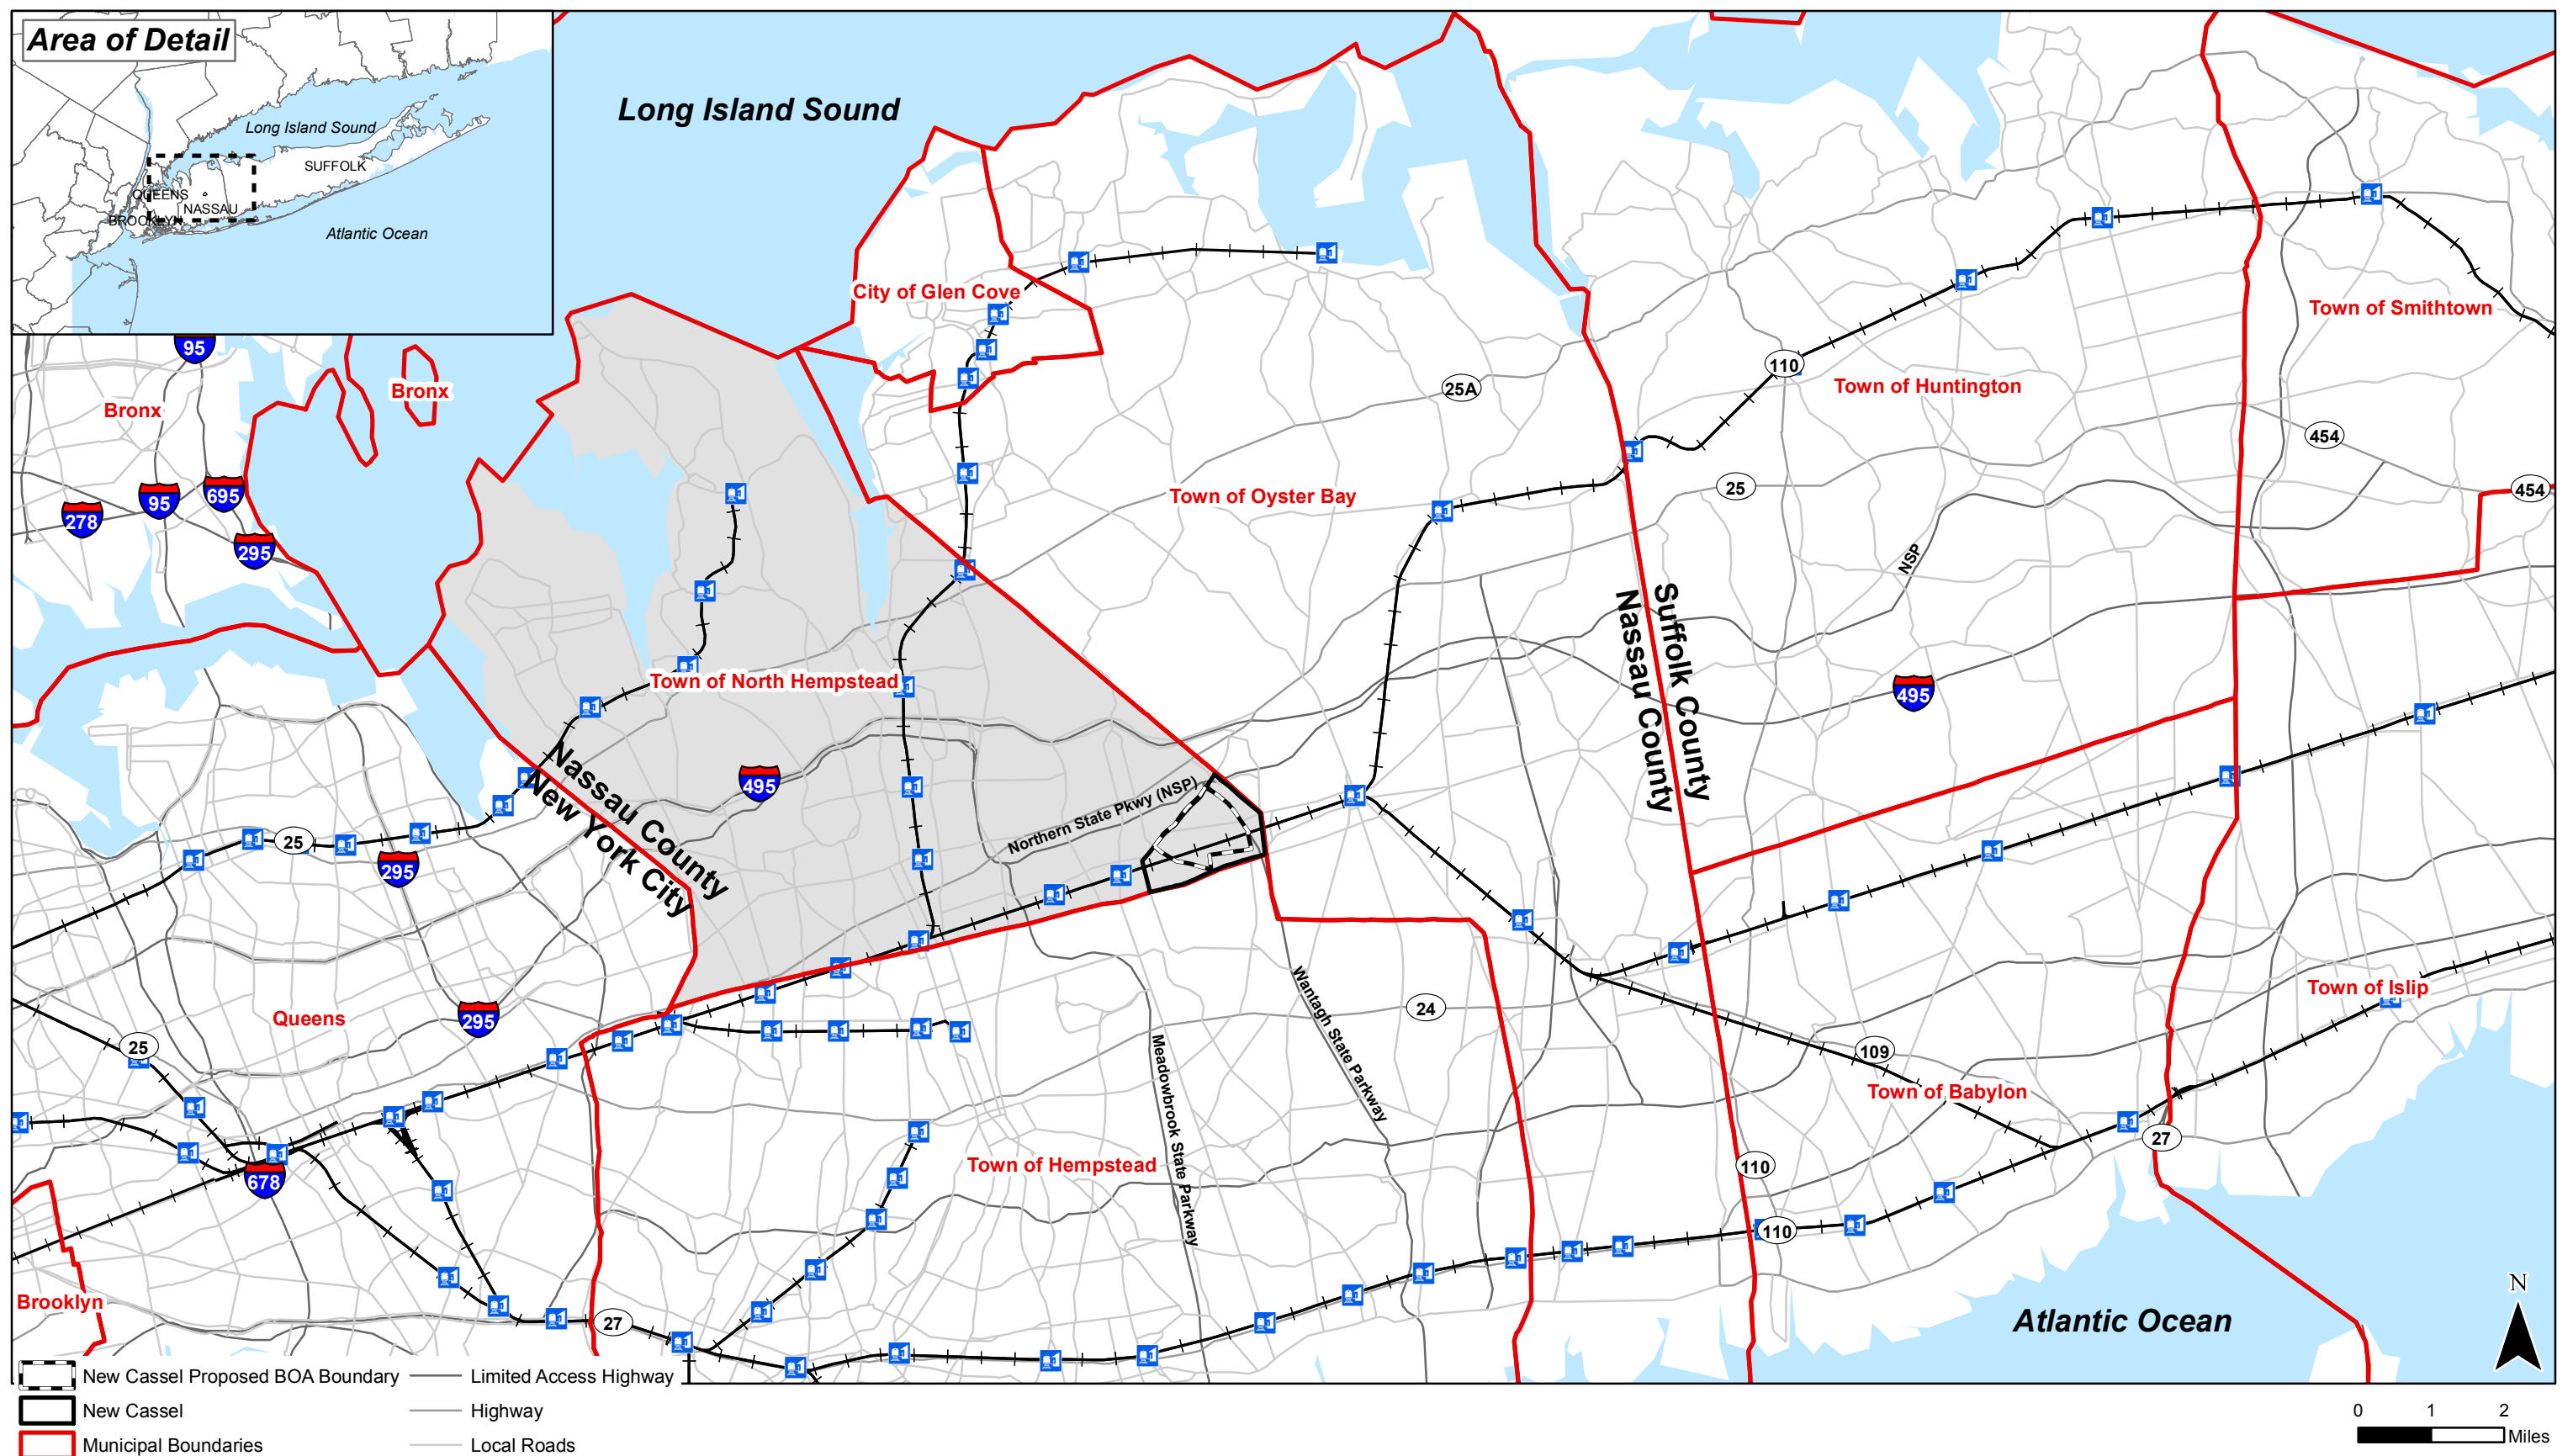 Area of Detail
Long Island Sound
SUFFOLK
QUEENS
NASSAU
BROOKLYN
Atlantic Ocean
Long Island Sound
City of Glen Cove
Town of Smithtown
95
Bronx
Bronx
110
25A
Town of Huntington
454
95
695
278
295
Town of Oyster Bay
25
454
NSP
Suffolk County
Nassau County
Town of North Hempstead
495
495
Nassau County
New York City
Northern State Pkwy (NSP)
25
295
Queens
295
25
24
Wantagh State Parkway
Meadowbrook State Parkway
Town of Islip
109
Town of Babylon
27
Town of Hempstead
110
678
110
Brooklyn
27
Atlantic Ocean
N
New Cassel Proposed BOA Boundary
New Cassel
Municipal Boundaries
Limited Access Highway
Highway
Local Roads
0 1 2
Miles